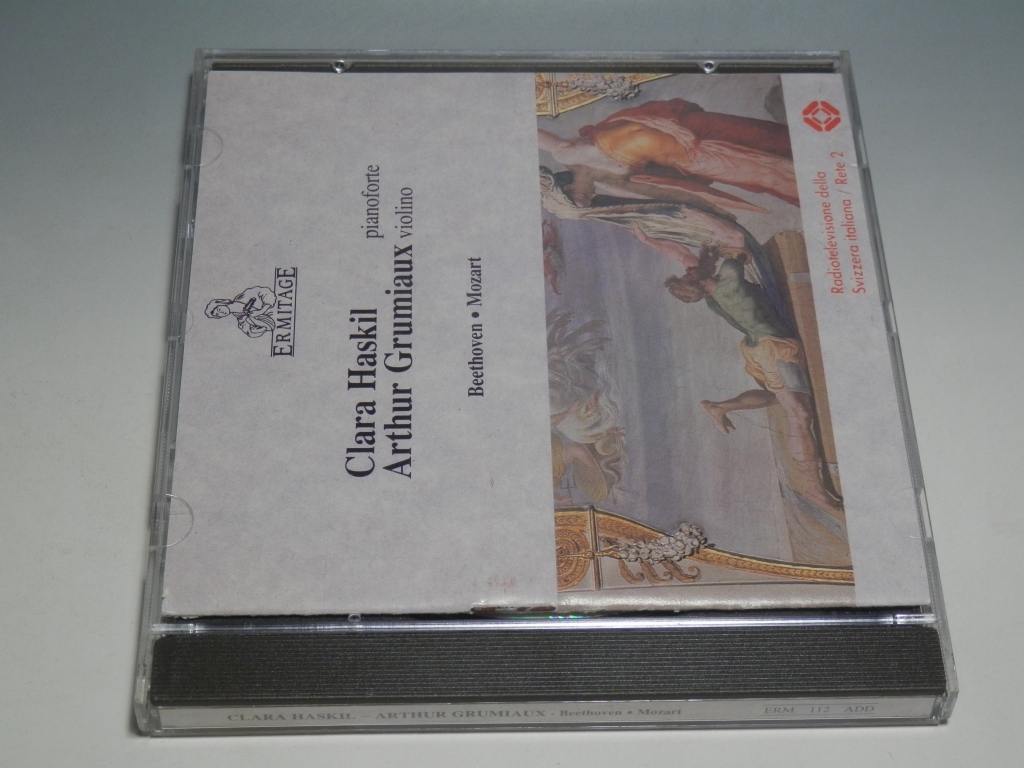 ERMITAGE
Clara Haskil pianoforte
Arthur Grumiaux violino
Beethoven • Mozart
Radiotelevisione della
Svizzera italiana / Rete 2
CLARA HASKIL – ARTHUR GRUMIAUX - Beethoven • Mozart ERM 112 ADD